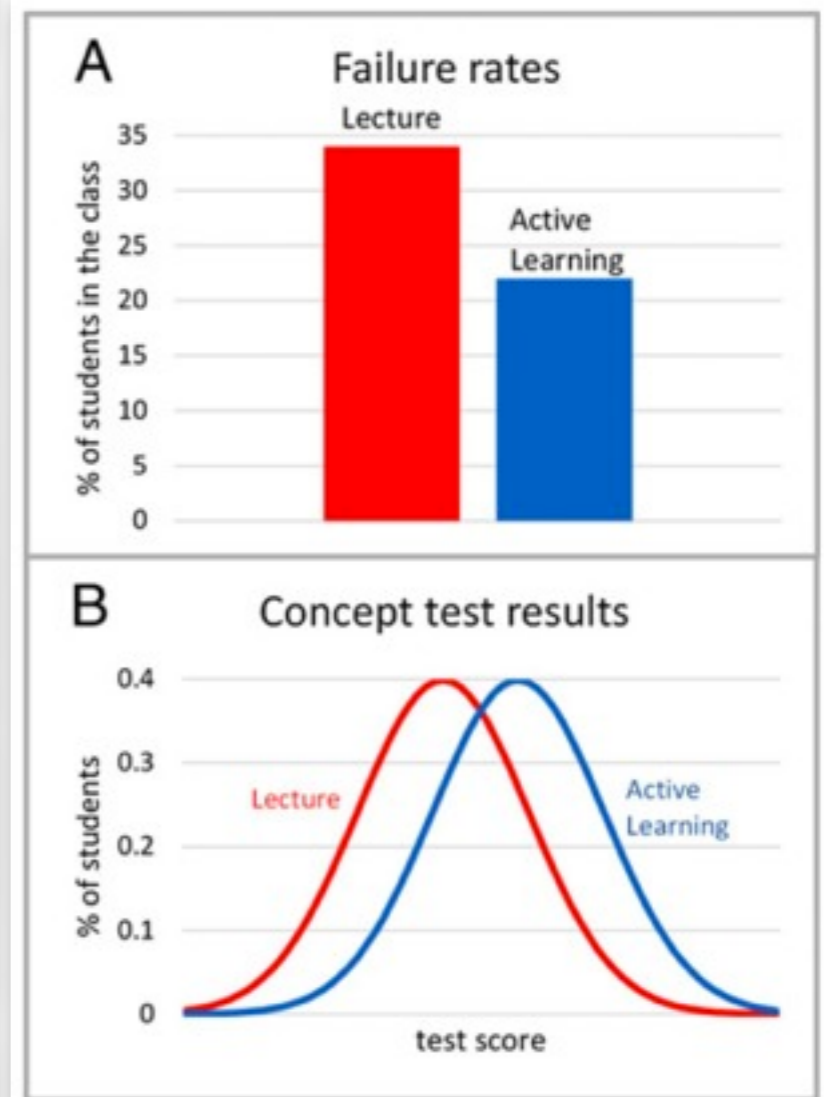 A
Failure rates
Lecture
35
30
25
20
15
10
5
0
% of students in the class
Active
Learning
B
Concept test results
0.4
0.3
0.2
0.1
0
% of students
Lecture
Active
Learning
test score